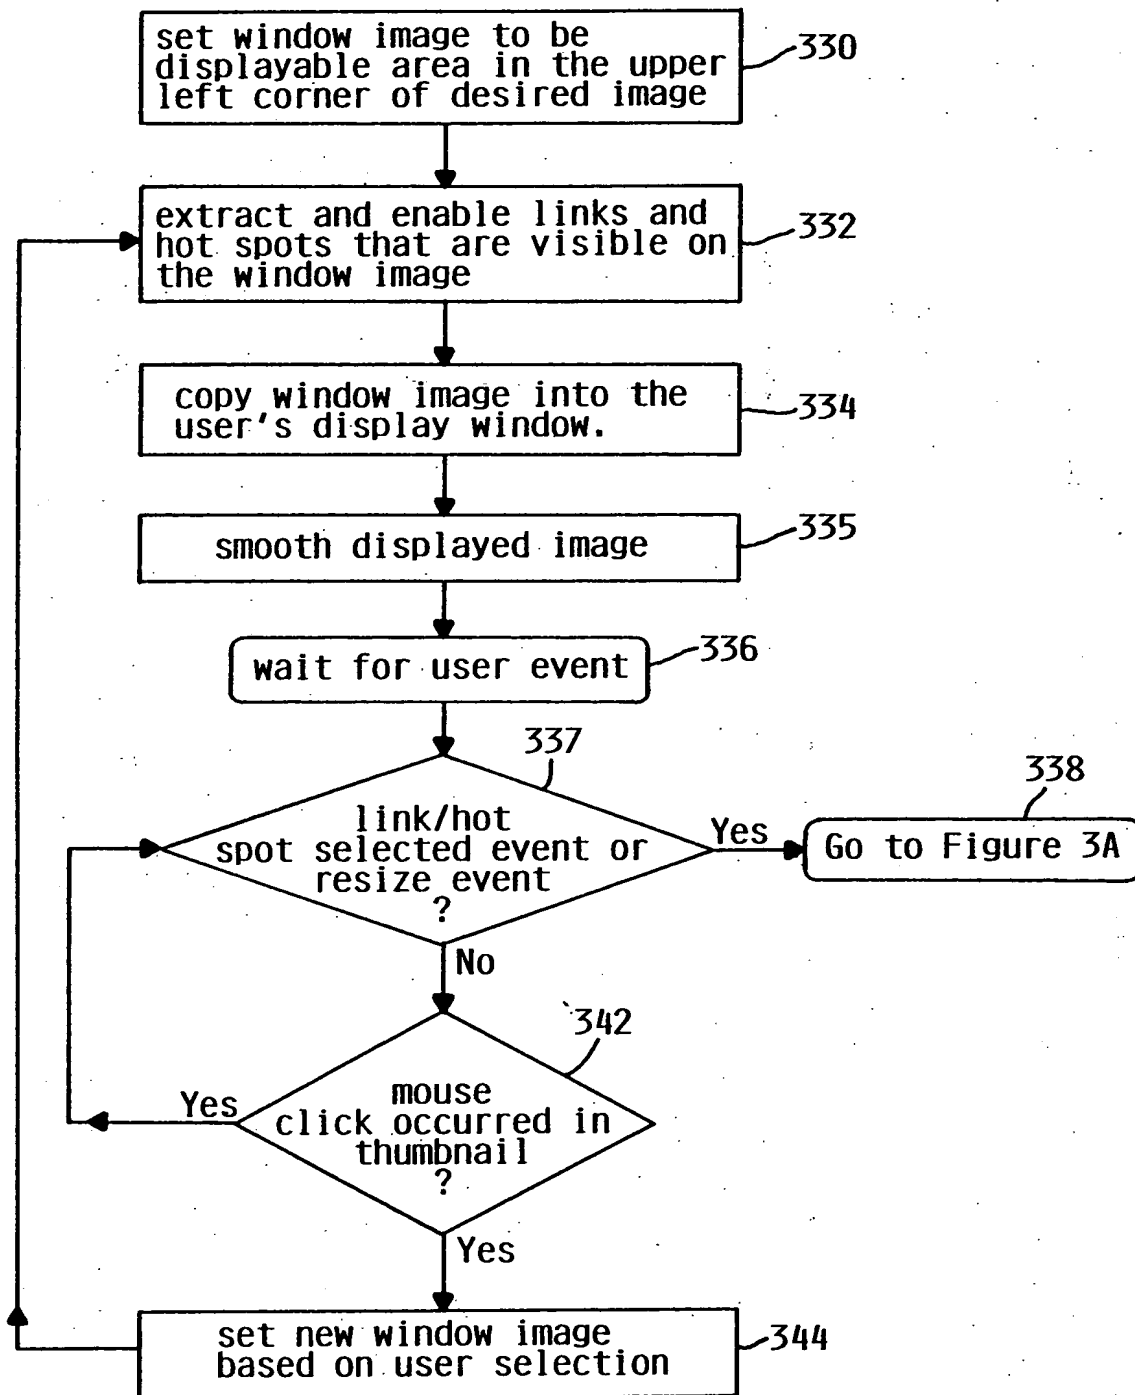 set window image to be
displayable area in the upper
left corner of desired image
330
extract and enable links and
hot spots that are visible on
the window image
332
copy window image into the
user's display window.
334
smooth displayed image
335
wait for user event
336
337
link/hot
spot selected event or
resize event
?
Yes
338
Go to Figure 3A
No
342
mouse
click occurred in
thumbnail
?
Yes
Yes
set new window image
based on user selection
344